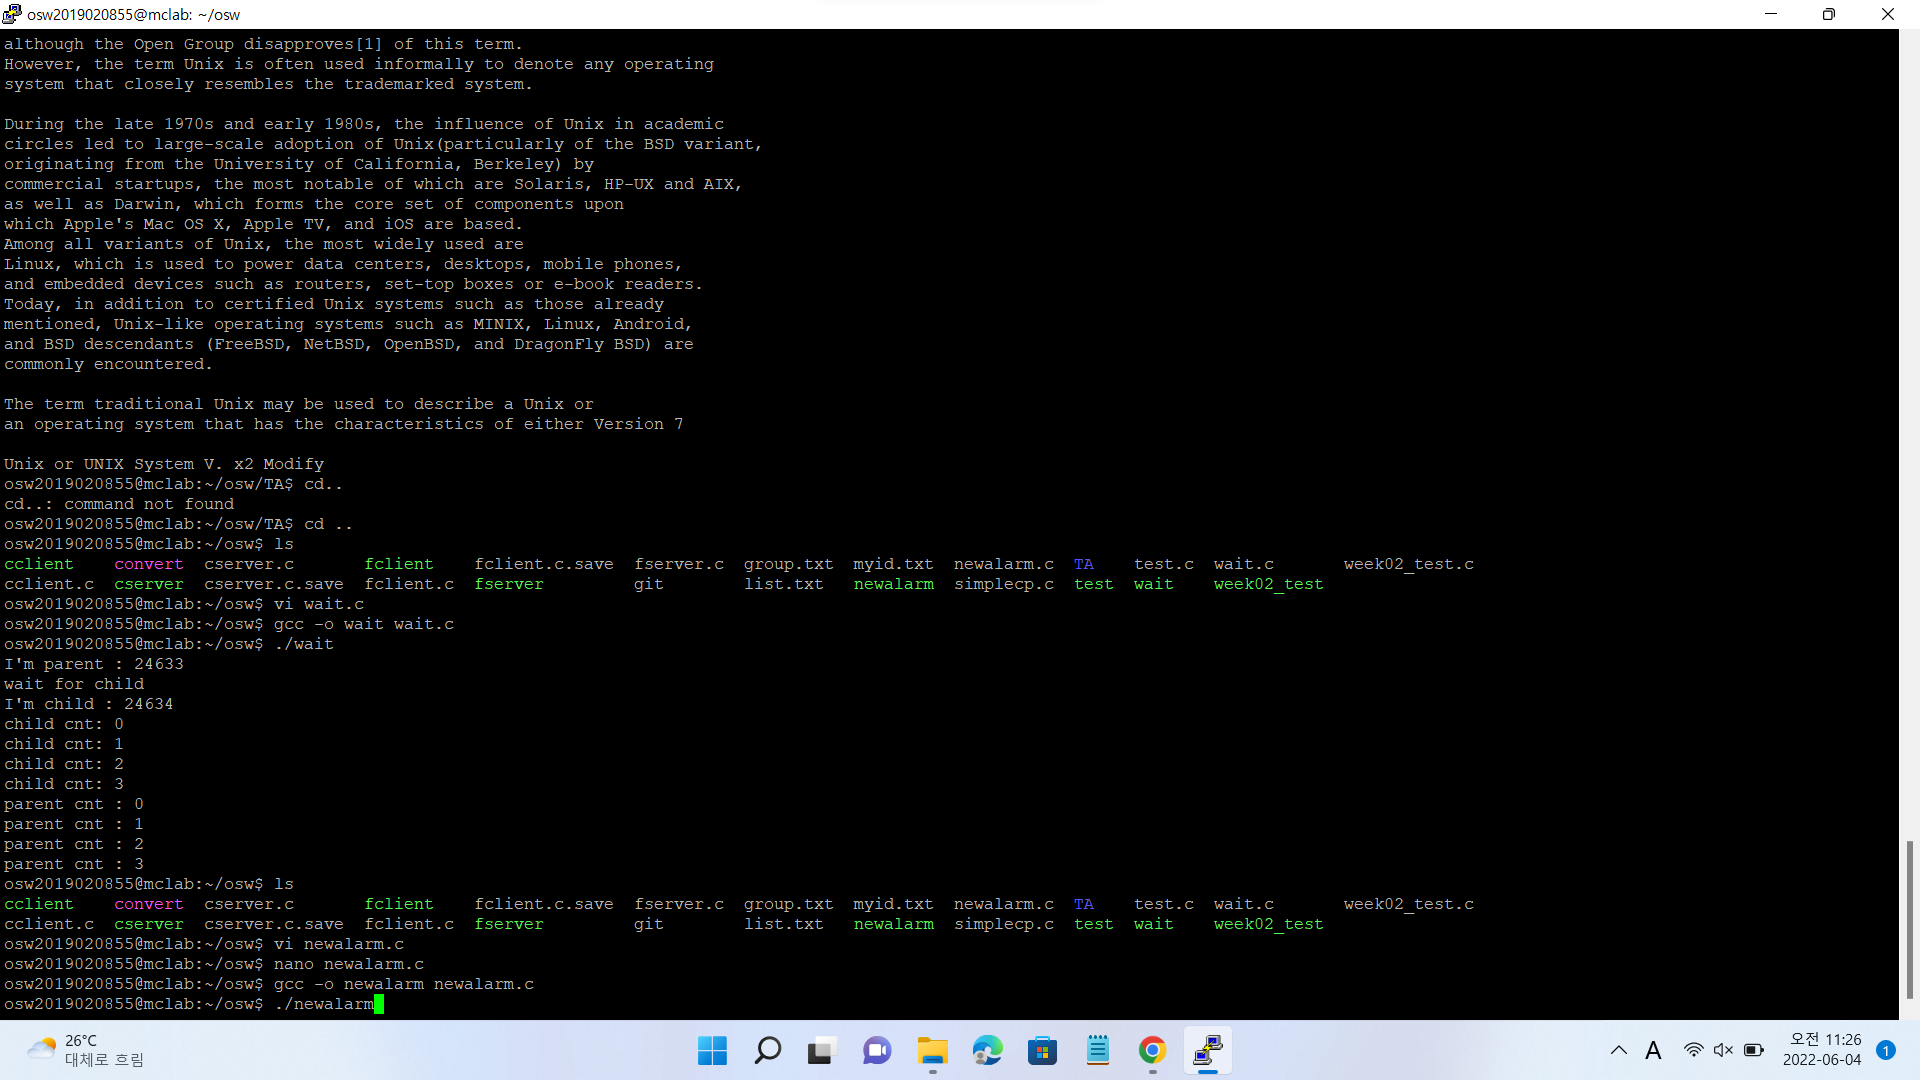 osw2019020855@mclab: ~/osw
although the Open Group disapproves[1] of this term.
However, the term Unix is often used informally to denote any operating
system that closely resembles the trademarked system.
During the late 1970s and early 1980s, the influence of Unix in academic
circles led to large-scale adoption of Unix(particularly of the BSD variant,
originating from the University of California, Berkeley) by
commercial startups, the most notable of which are Solaris, HP-UX and AIX,
as well as Darwin, which forms the core set of components upon
which Apple's Mac OS X, Apple TV, and iOS are based.
Among all variants of Unix, the most widely used are
Linux, which is used to power data centers, desktops, mobile phones,
and embedded devices such as routers, set-top boxes or e-book readers.
Today, in addition to certified Unix systems such as those already
mentioned, Unix-like operating systems such as MINIX, Linux, Android,
and BSD descendants (FreeBSD, NetBSD, OpenBSD, and DragonFly BSD) are
commonly encountered.
The term traditional Unix may be used to describe a Unix or
an operating system that has the characteristics of either Version 7
Unix or UNIX System V. x2 Modify
osw2019020855@mclab:~/osw/TA$ cd..
cd..: command not found
osw2019020855@mclab:~/osw/TA$ cd ..
osw2019020855@mclab:~/osw$ ls
cclient convert cserver.c fclient fclient.c.save fserver.c group.txt myid.txt newalarm.c TA test.c wait.c week02_test.c
cclient.c cserver cserver.c.save fclient.c fserver git list.txt newalarm simplecp.c test wait week02_test
osw2019020855@mclab:~/osw$ vi wait.c
osw2019020855@mclab:~/osw$ gcc -o wait wait.c
osw2019020855@mclab:~/osw$ ./wait
I'm parent : 24633
wait for child
I'm child : 24634
child cnt: 0
child cnt: 1
child cnt: 2
child cnt: 3
parent cnt : 0
parent cnt : 1
parent cnt : 2
parent cnt : 3
osw2019020855@mclab:~/osw$ ls
cclient convert cserver.c fclient fclient.c.save fserver.c group.txt myid.txt newalarm.c TA test.c wait.c week02_test.c
cclient.c cserver cserver.c.save fclient.c fserver git list.txt newalarm simplecp.c test wait week02_test
osw2019020855@mclab:~/osw$ vi newalarm.c
osw2019020855@mclab:~/osw$ nano newalarm.c
osw2019020855@mclab:~/osw$ gcc -o newalarm newalarm.c
osw2019020855@mclab:~/osw$ ./newalarm
26°C
대체로 흐림
A
오전 11:26
2022-06-04
1